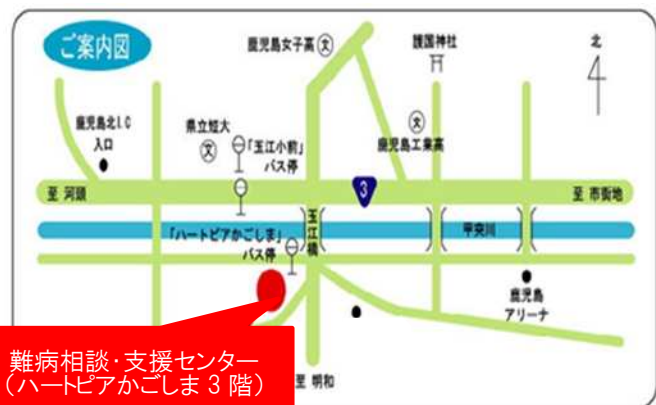 ご案内図
鹿児島女子高
文
護国神社
北
鹿児島北I.C
入口
県立短大
文
「玉江小前」
バス停
文
鹿児島工業高
至 河頭
3
至 市街地
「ハートピアかごしま」
バス停
玉江橋
甲突川
鹿児島
アリーナ
難病相談・支援センター
(ハートピアかごしま 3 階)
至 明和